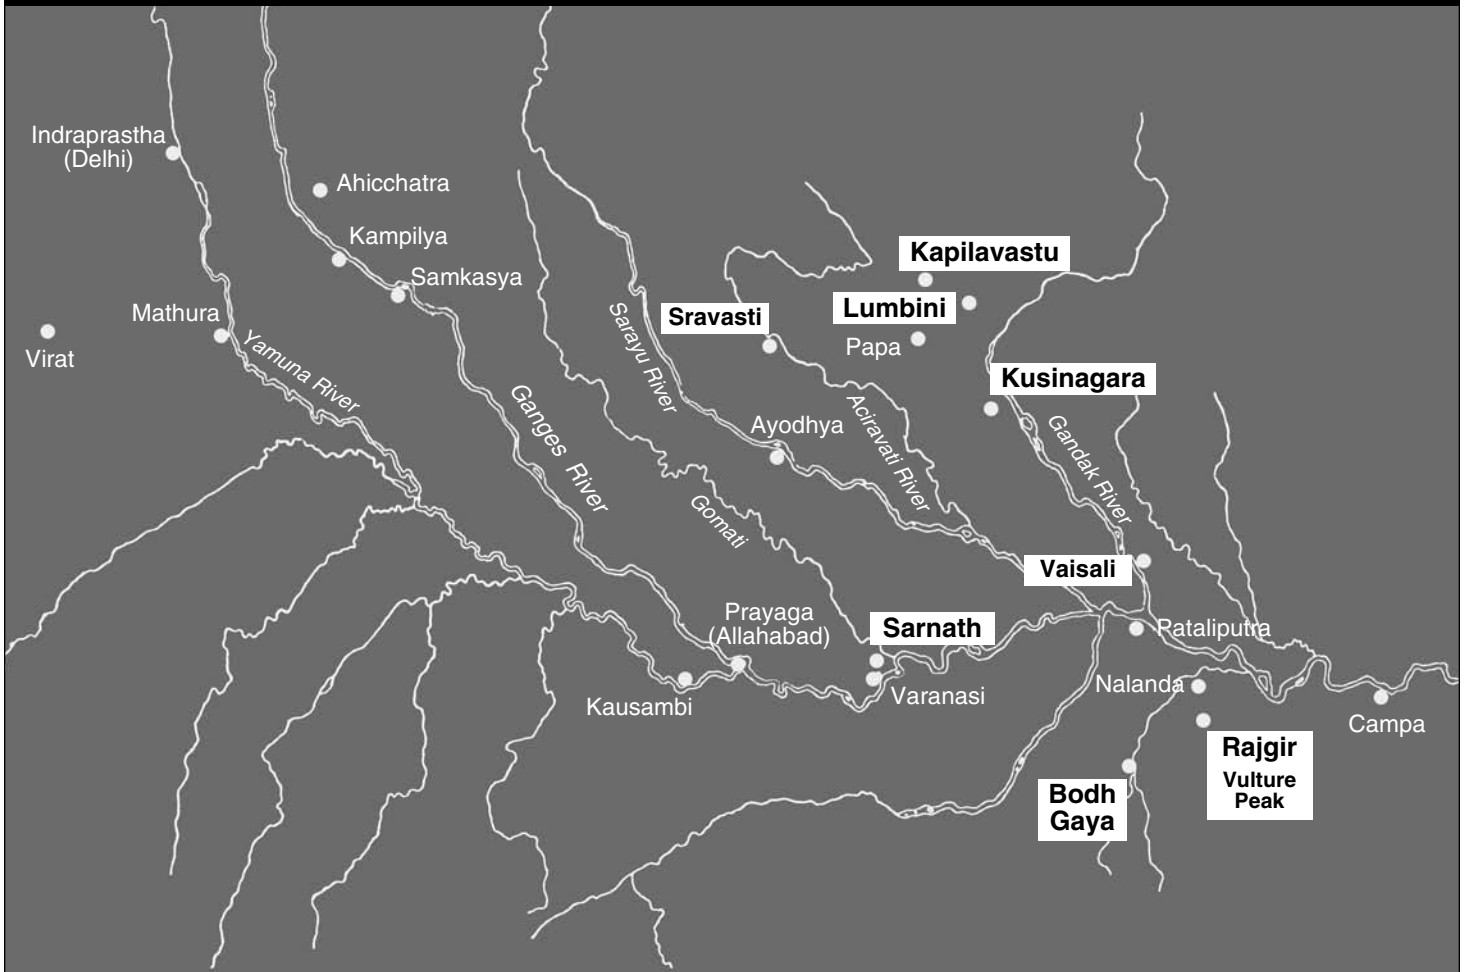 Indraprastha
(Delhi)
Ahicchatra
Kampilya
Samkasya
Mathura
Virat
Yamuna River
Ganges River
Sarayu River
Gomati
Sravasti
Kapilavastu
Lumbini
Papa
Kusinagara
Ayodhya
Aciravati River
Gandak River
Vaisali
Prayaga
(Allahabad)
Sarnath
Pataliputra
Kausambi
Varanasi
Nalanda
Campa
Rajgir
Vulture
Peak
Bodh
Gaya